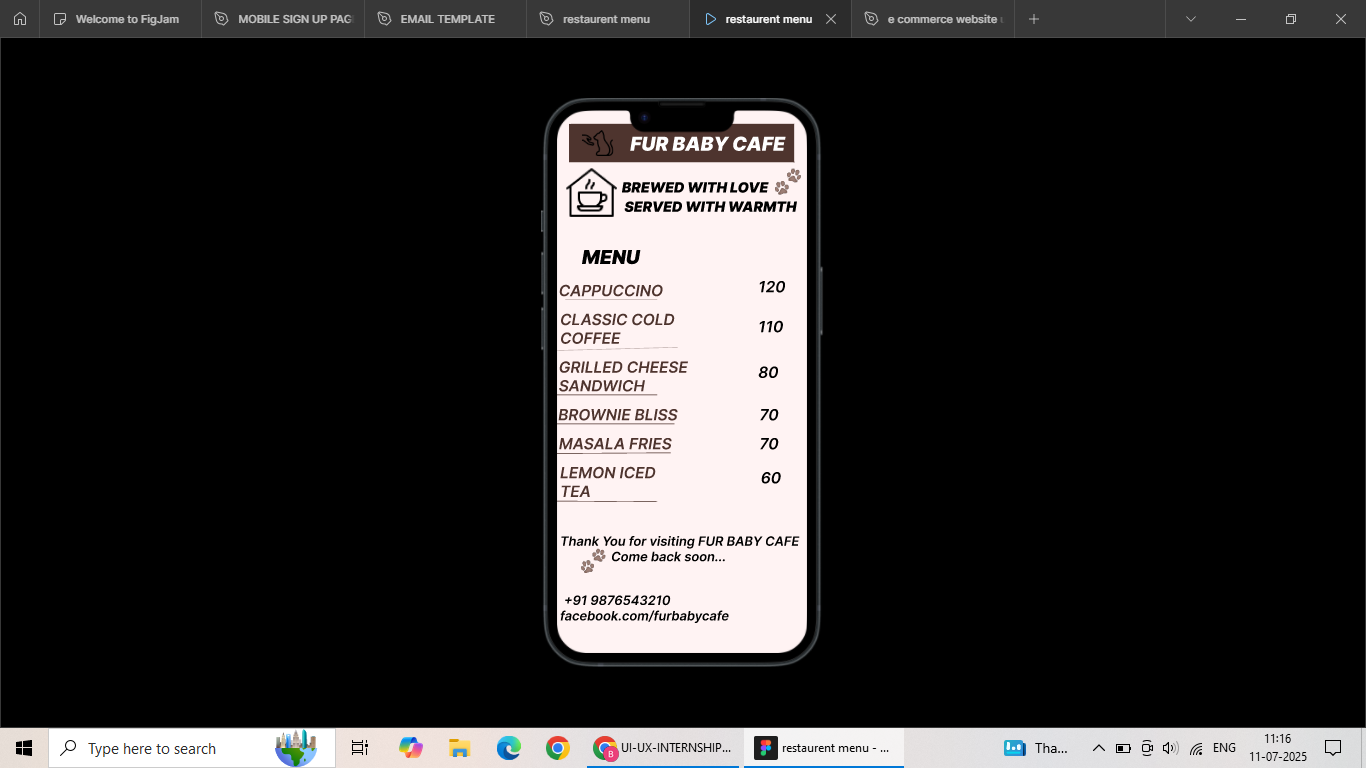 Welcome to FigJam
MOBILE SIGN UP PAG
EMAIL TEMPLATE
restaurent menu
restaurent menu
e commerce website
FUR BABY CAFE
BREWED WITH LOVE
SERVED WITH WARMTH
MENU
CAPPUCCINO 120
CLASSIC COLD
COFFEE 110
GRILLED CHEESE
SANDWICH 80
BROWNIE BLISS 70
MASALA FRIES 70
LEMON ICED
TEA 60
Thank You for visiting FUR BABY CAFE
Come back soon...
+91 9876543210
facebook.com/furbabycafe
Type here to search
B
UI-UX-INTERNSHIP...
restaurent menu - ...
Tha...
ENG
11:16
11-07-2025